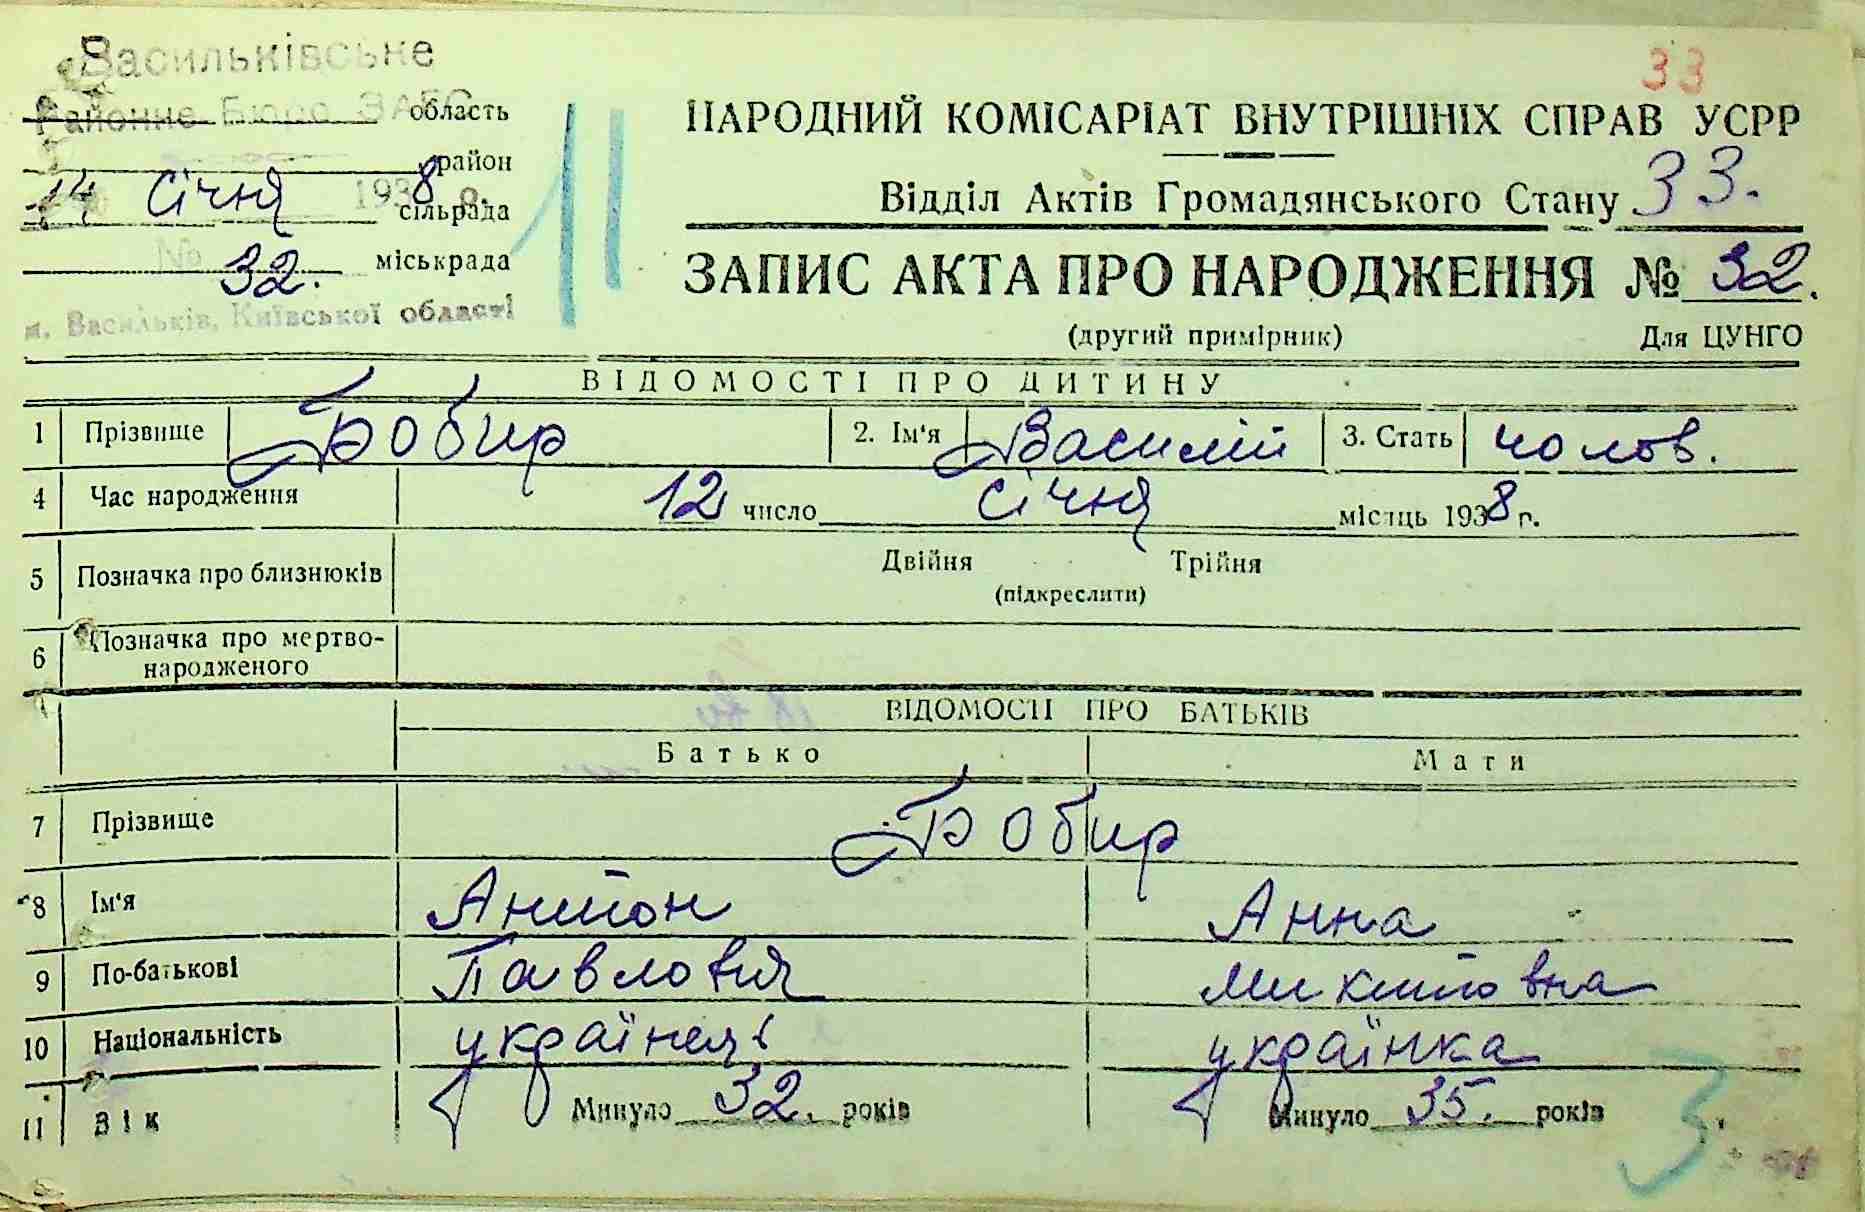 Васильківське
Районне Бюро ЗАГС
область
район
14 січня 1938 р.
сільрада
№ 32.
міськрада
м. Васильків, Київської області
33
НАРОДНИЙ КОМІСАРІАТ ВНУТРІШНІХ СПРАВ УСРР
Відділ Актів Громадянського Стану 33.
ЗАПИС АКТА ПРО НАРОДЖЕННЯ № 32.
(другий примірник) Для ЦУНГО
ВІДОМОСТІ ПРО ДИТИНУ
1 Прізвище Бобир 2. Ім'я Василій 3. Стать чолов.
4 Час народження 12 число січня місяць 1938 г.
5 Позначка про близнюків Двійня Трійня
(підкреслити)
6 Позначка про мертво-
народженого
ВІДОМОСТІ ПРО БАТЬКІВ
Батько Мати
7 Прізвище Бобир
8 Ім'я Антон Анна
9 По-батькові Павлович Микитовна
10 Національність українець українка
11 Вік Минуло 32. років Минуло 35. років
3